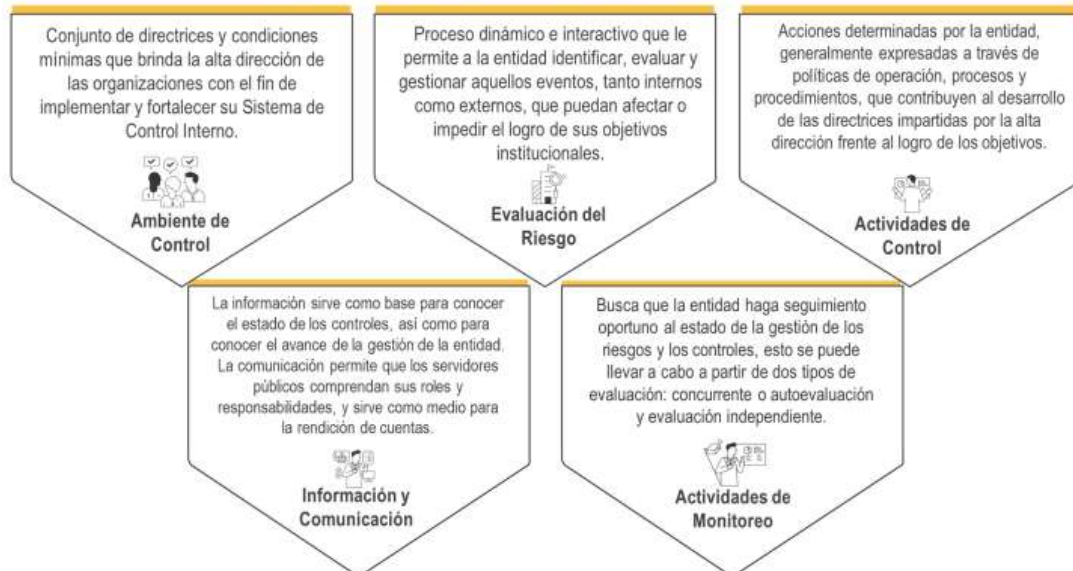 Conjunto de directrices y condiciones
mínimas que brinda la alta dirección de
las organizaciones con el fin de
implementar y fortalecer su Sistema de
Control Interno.
Ambiente de
Control
Proceso dinámico e interactivo que le
permite a la entidad identificar, evaluar y
gestionar aquellos eventos, tanto internos
como externos, que puedan afectar o
impedir el logro de sus objetivos
institucionales.
Evaluación del
Riesgo
Acciones determinadas por la entidad,
generalmente expresadas a través de
políticas de operación, procesos y
procedimientos, que contribuyen al desarrollo
de las directrices impartidas por la alta
dirección frente al logro de los objetivos.
Actividades de
Control
La información sirve como base para conocer
el estado de los controles, así como para
conocer el avance de la gestión de la entidad.
La comunicación permite que los servidores
públicos comprendan sus roles y
responsabilidades, y sirve como medio para
la rendición de cuentas.
Información y
Comunicación
Busca que la entidad haga seguimiento
oportuno al estado de la gestión de los
riesgos y los controles, esto se puede
llevar a cabo a partir de dos tipos de
evaluación: concurrente o autoevaluación
y evaluación independiente.
Actividades de
Monitoreo